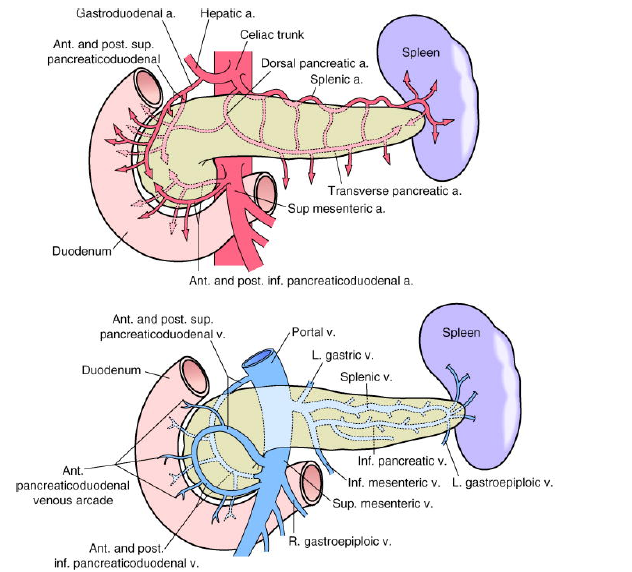 Gastroduodenal a.
Hepatic a.
Celiac trunk
Ant. and post. sup.
pancreaticoduodenal
Dorsal pancreatic a.
Splenic a.
Spleen
Transverse pancreatic a.
Sup mesenteric a.
Duodenum
Ant. and post. inf. pancreaticoduodenal a.
Ant. and post. sup.
pancreaticoduodenal v.
Portal v.
Spleen
L. gastric v.
Duodenum
Splenic v.
Inf. pancreatic v.
Ant.
pancreaticoduodenal
venous arcade
Inf. mesenteric v.
L. gastroepiploic v.
Sup. mesenteric v.
R. gastroepiploic v.
Ant. and post.
inf. pancreaticoduodenal v.